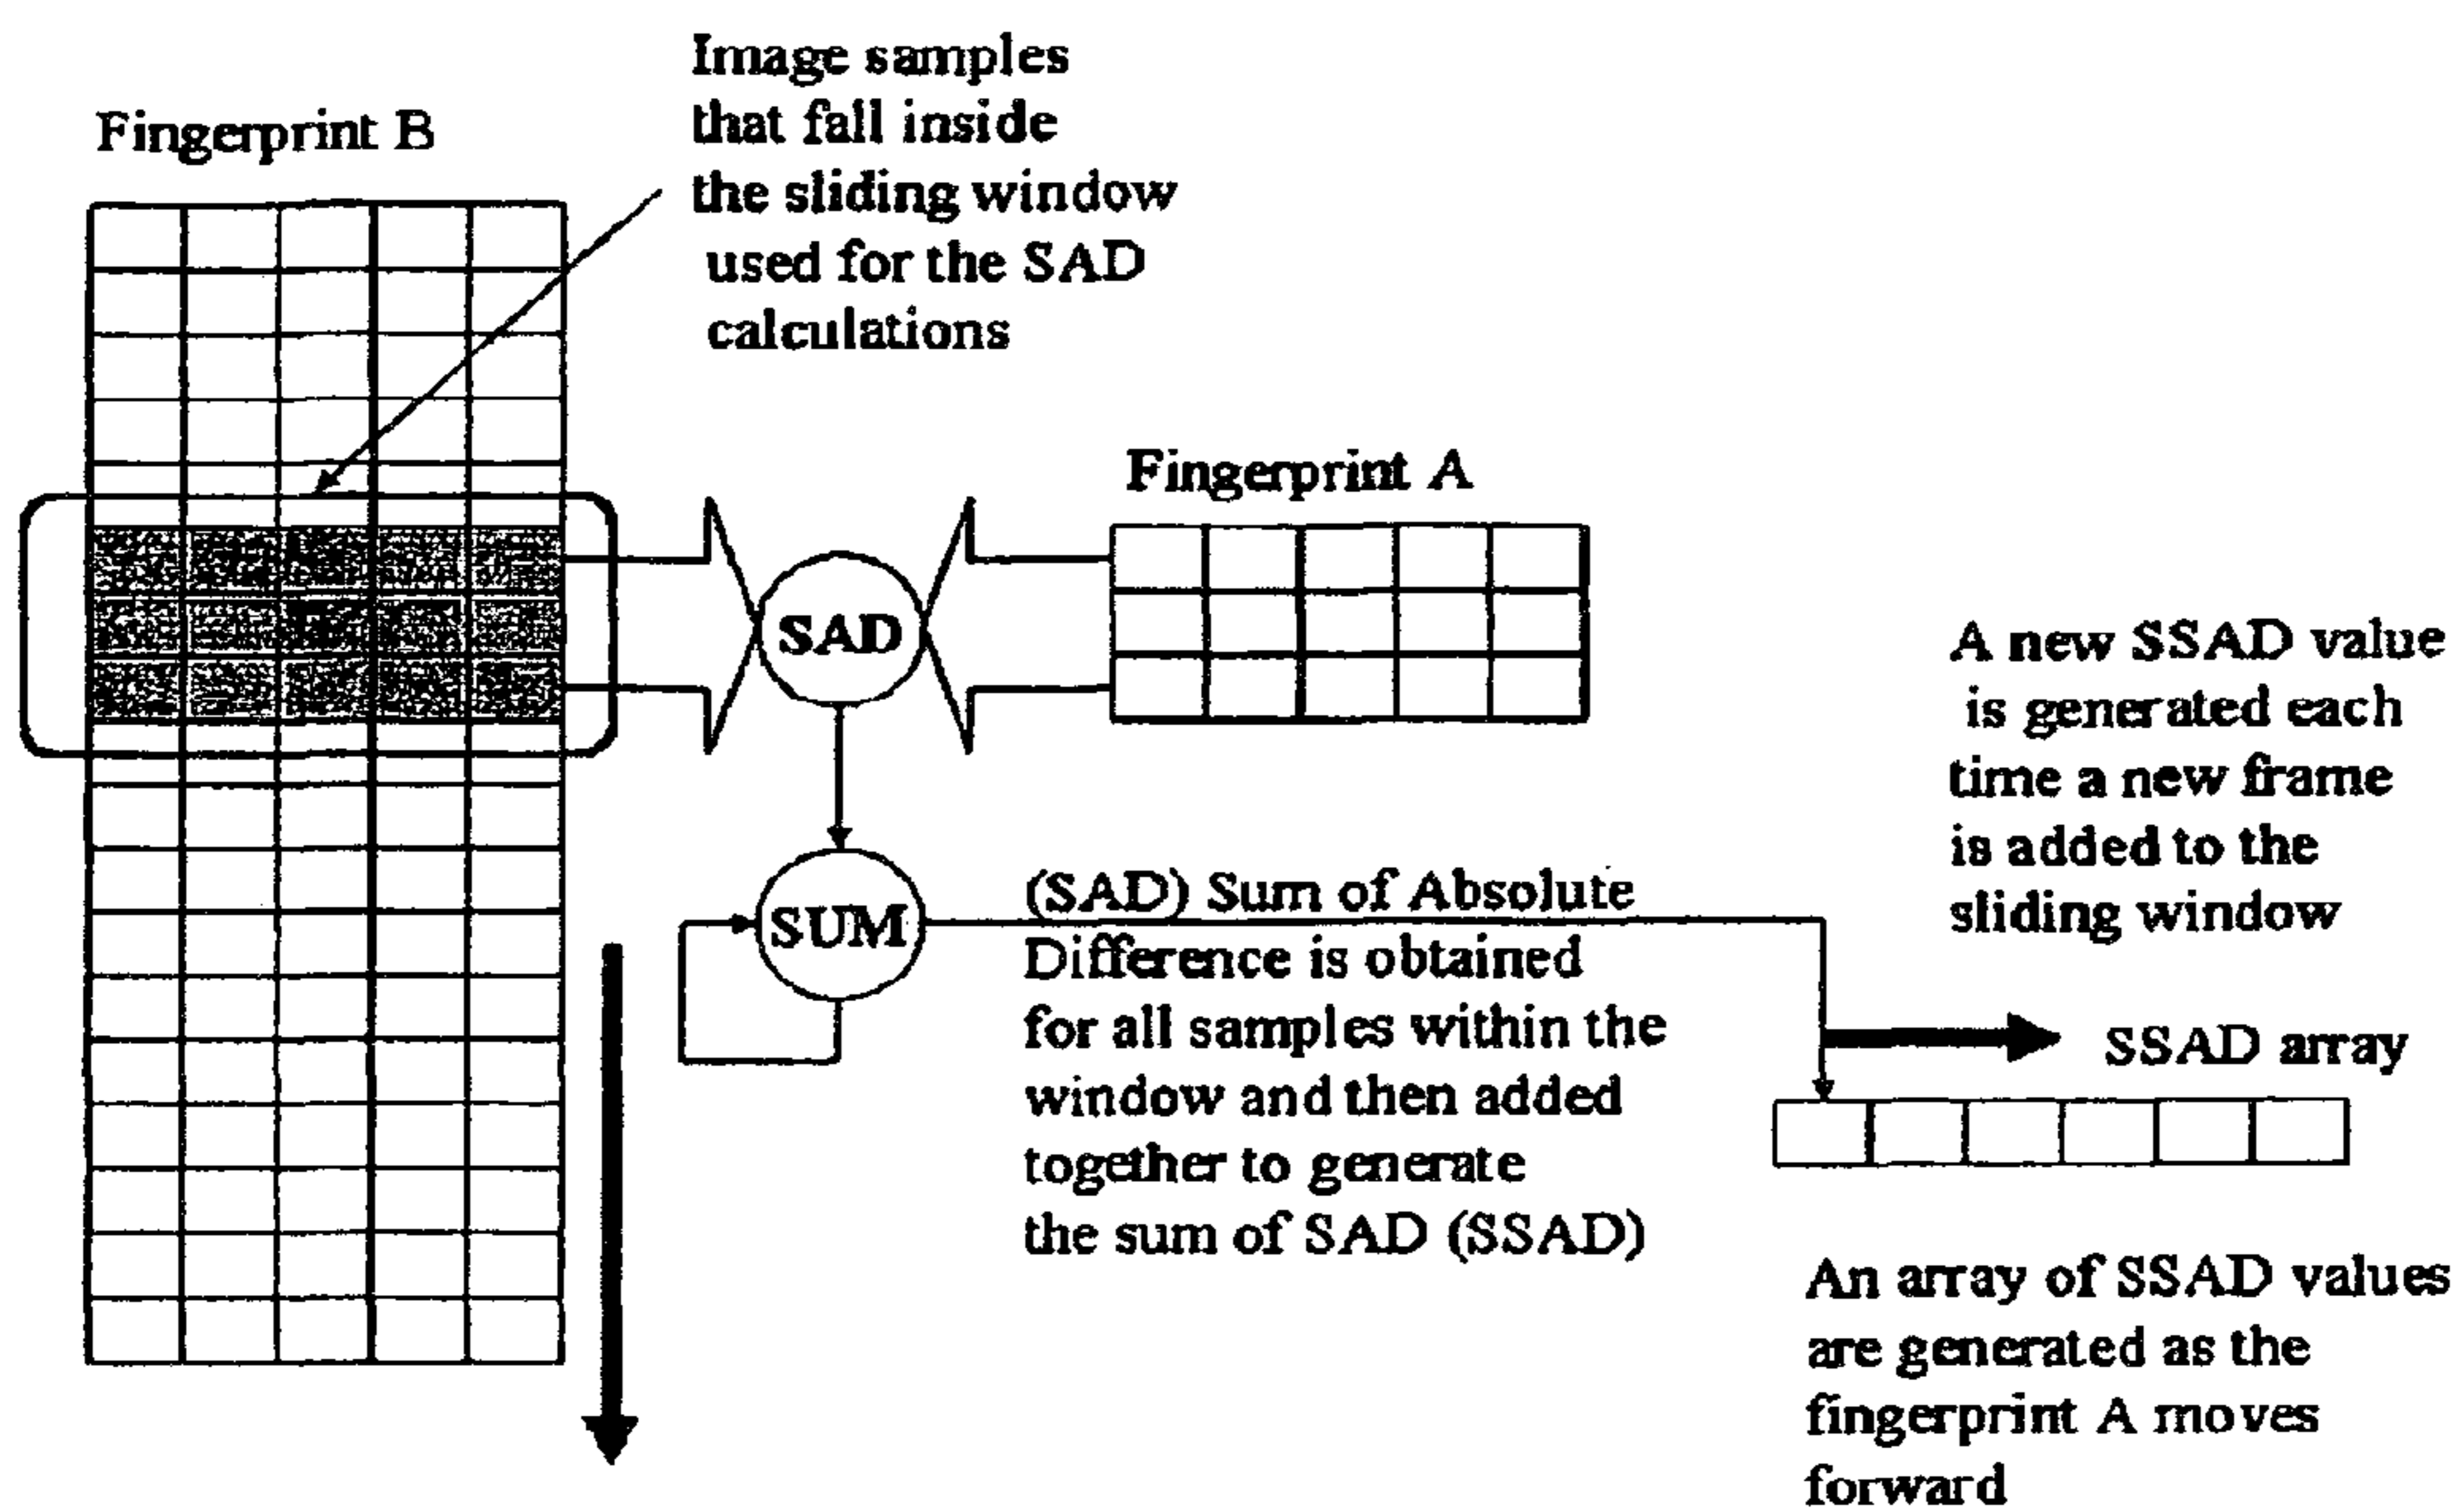 Image samples
that fall inside
the sliding window
used for the SAD
calculations
Fingerprint B
Fingerprint A
SAD
SUM
(SAD) Sum of Absolute
Difference is obtained
for all samples within the
window and then added
together to generate
the sum of SAD (SSAD)
A new SSAD value
is generated each
time a new frame
is added to the
sliding window
SSAD array
An array of SSAD values
are generated as the
fingerprint A moves
forward